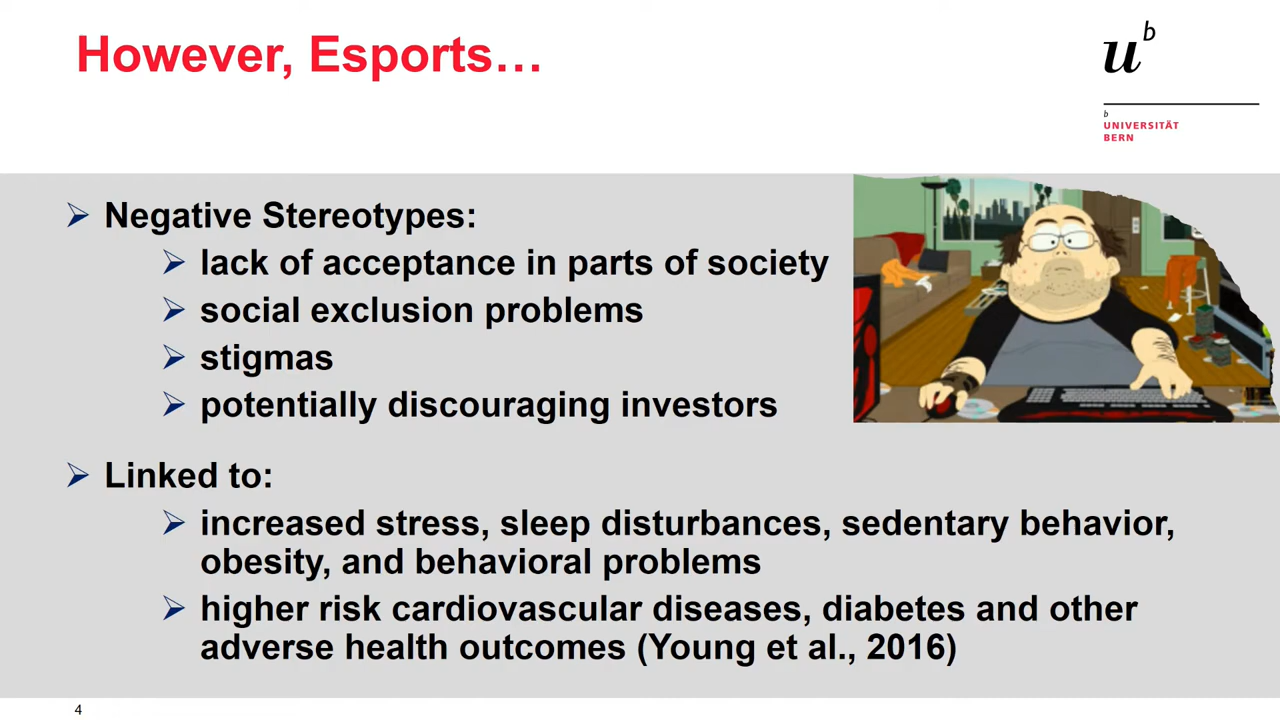 However, Esports…
u
b
b
UNIVERSITÄT
BERN
Negative Stereotypes:
lack of acceptance in parts of society
social exclusion problems
stigmas
potentially discouraging investors
Linked to:
increased stress, sleep disturbances, sedentary behavior,
obesity, and behavioral problems
higher risk cardiovascular diseases, diabetes and other
adverse health outcomes (Young et al., 2016)
4